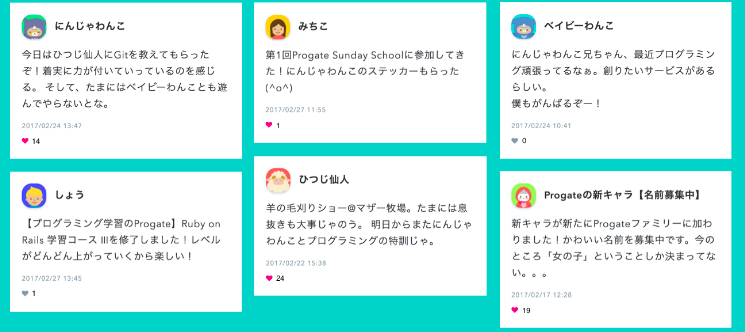 にんじゃわんこ
今日はひつじ仙人にGitを教えてもらった
ぞ！着実に力が付いていっているのを感じ
る。 そして、たまにはベイビーわんことも遊
んでやらないとな。
2017/02/24 13:47
14
しょう
【プログラミング学習のProgate】Ruby on
Rails 学習コース IIIを修了しました！レベル
がどんどん上がっていくから楽しい！
2017/02/27 13:45
1
みちこ
第1回Progate Sunday Schoolに参加してき
た！にんじゃわんこのステッカーもらった
(^o^)
2017/02/27 11:55
1
ひつじ仙人
羊の毛刈りショー@マザー牧場。たまには息
抜きも大事じゃのう。 明日からまたにんじゃ
わんことプログラミングの特訓じゃ。
2017/02/22 15:38
24
ベイビーわんこ
にんじゃわんこ兄ちゃん、最近プログラミン
グ頑張ってるなぁ。創りたいサービスがある
らしい。
僕もがんばるぞー！
2017/02/24 10:41
0
Progateの新キャラ【名前募集中】
新キャラが新たにProgateファミリーに加わ
りました！かわいい名前を募集中です。今の
ところ「女の子」ということしか決まってな
い。。。
2017/02/17 12:28
19